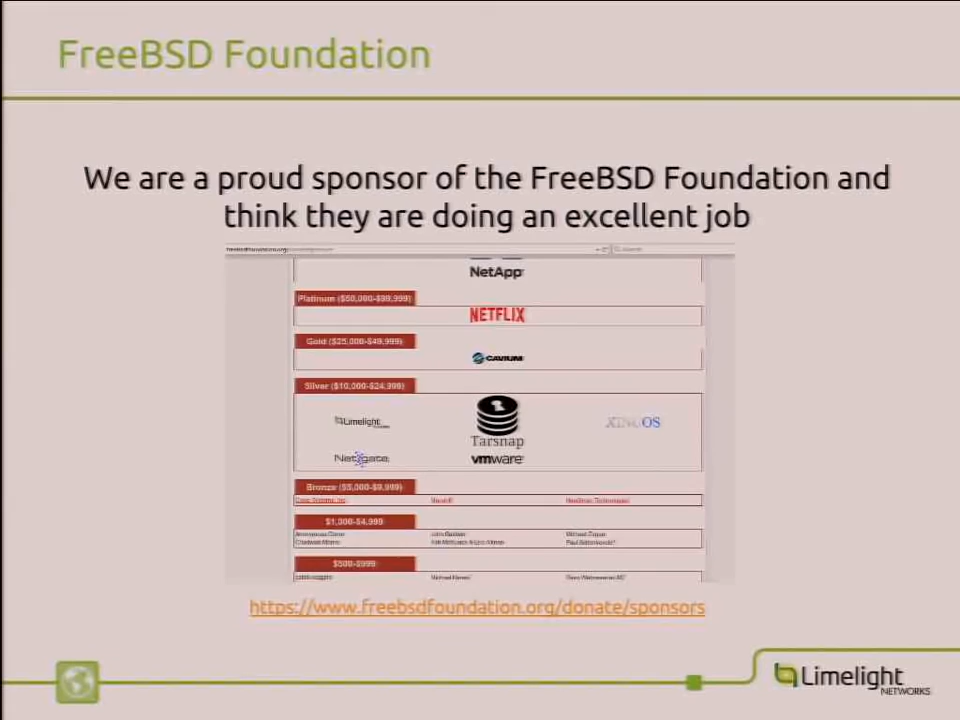 FreeBSD Foundation
We are a proud sponsor of the FreeBSD Foundation and
think they are doing an excellent job
NetApp
Platinum ($50,000-$99,999)
NETFLIX
Gold ($25,000-$49,999)
CAVIUM
Silver ($10,000-$24,999)
Limelight
Tarsnap
XINUOS
Netgate
vmware
Bronze ($5,000-$9,999)
$1,000-$4,999
$500-$999
https://www.freebsdfoundation.org/donate/sponsors
Limelight
NETWORKS